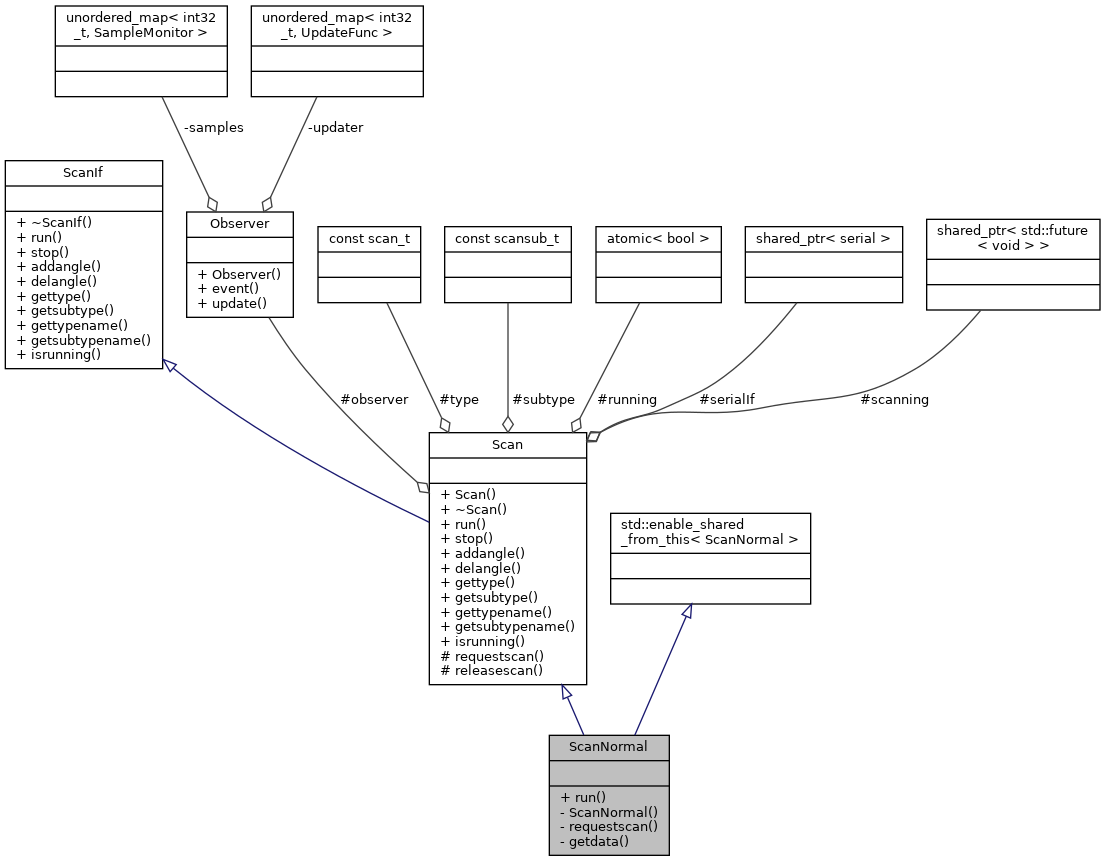 unordered_map< int32
_t, SampleMonitor >
unordered_map< int32
_t, UpdateFunc >
-samples
-updater
ScanIf
+ ~ScanIf()
+ run()
+ stop()
+ addangle()
+ delangle()
+ gettype()
+ getsubtype()
+ gettypename()
+ getsubtypename()
+ isrunning()
Observer
+ Observer()
+ event()
+ update()
const scan_t
const scansub_t
atomic< bool >
shared_ptr< serial >
shared_ptr< std::future
< void > >
#observer
#type
#subtype
#running
#serialIf
#scanning
Scan
+ Scan()
+ ~Scan()
+ run()
+ stop()
+ addangle()
+ delangle()
+ gettype()
+ getsubtype()
+ gettypename()
+ getsubtypename()
+ isrunning()
# requestscan()
# releasescan()
std::enable_shared
_from_this< ScanNormal >
ScanNormal
+ run()
- ScanNormal()
- requestscan()
- getdata()